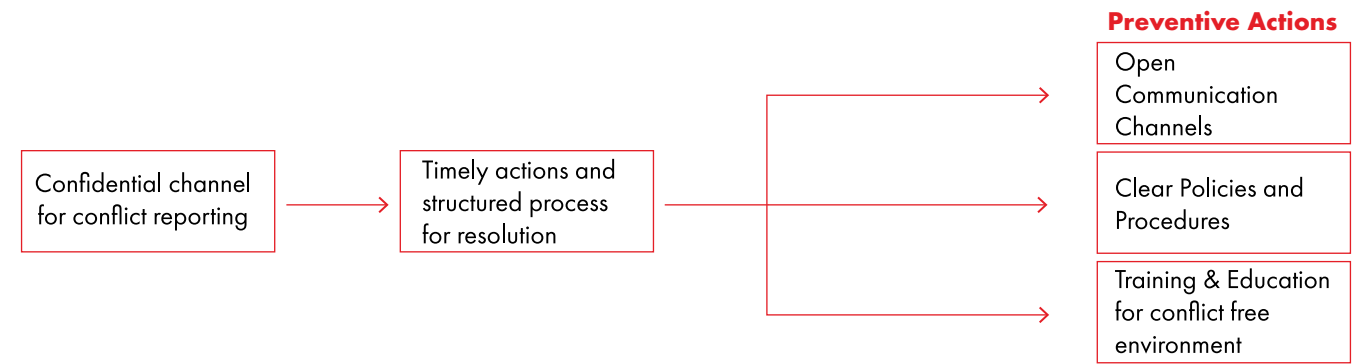 Confidential channel
for conflict reporting
Timely actions and
structured process
for resolution
Preventive Actions
Open
Communication
Channels
Clear Policies and
Procedures
Training & Education
for conflict free
environment